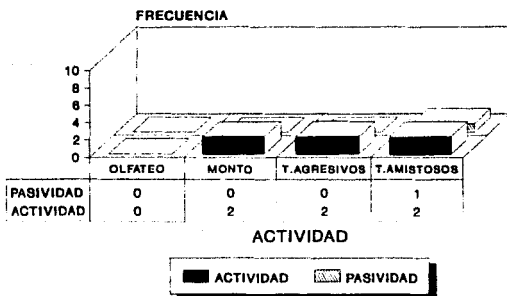 FRECUENCIA
10
8
6
4
2
0
OLFATEO MONTO T.AGRESIVOS T.AMISTOSOS
PASIVIDAD 0 0 0 1
ACTIVIDAD 0 2 2 2
ACTIVIDAD
ACTIVIDAD PASIVIDAD